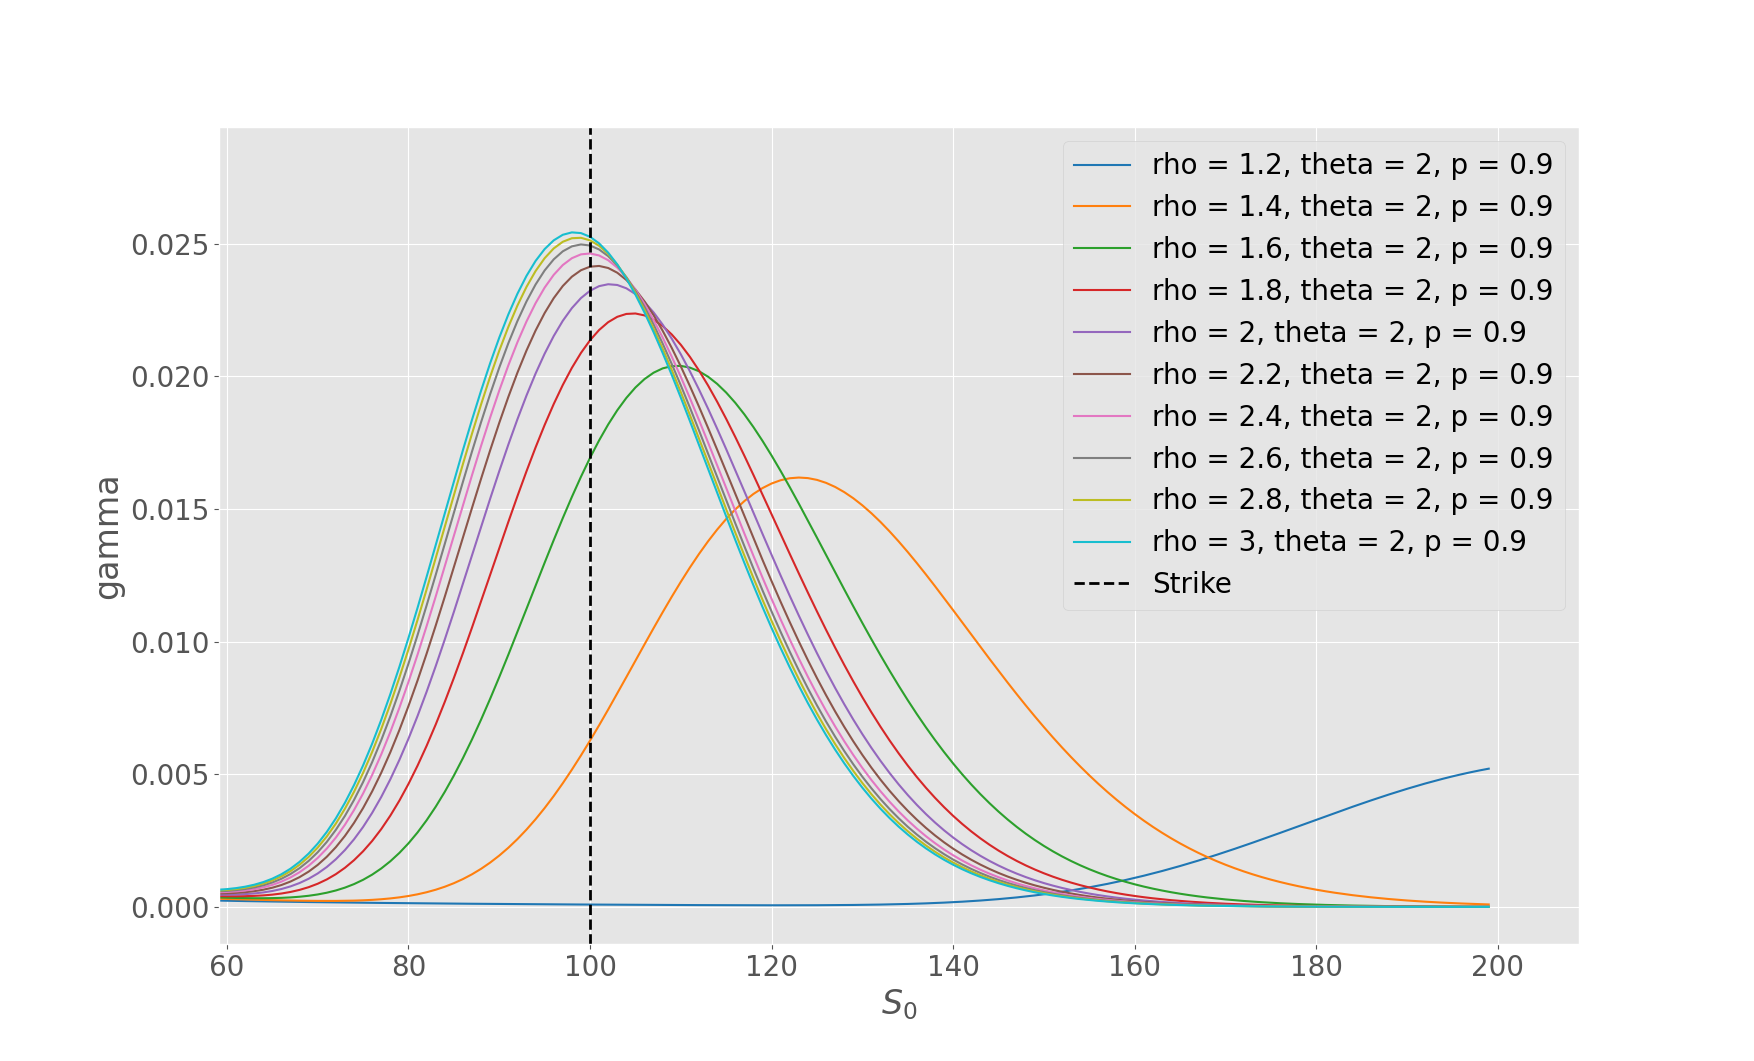 rho = 1.2, theta = 2, p = 0.9
rho = 1.4, theta = 2, p = 0.9
rho = 1.6, theta = 2, p = 0.9
rho = 1.8, theta = 2, p = 0.9
rho = 2, theta = 2, p = 0.9
rho = 2.2, theta = 2, p = 0.9
rho = 2.4, theta = 2, p = 0.9
rho = 2.6, theta = 2, p = 0.9
rho = 2.8, theta = 2, p = 0.9
rho = 3, theta = 2, p = 0.9
Strike
gamma
0.025
0.020
0.015
0.010
0.005
0.000
60 80 100 120 140 160 180 200
S₀